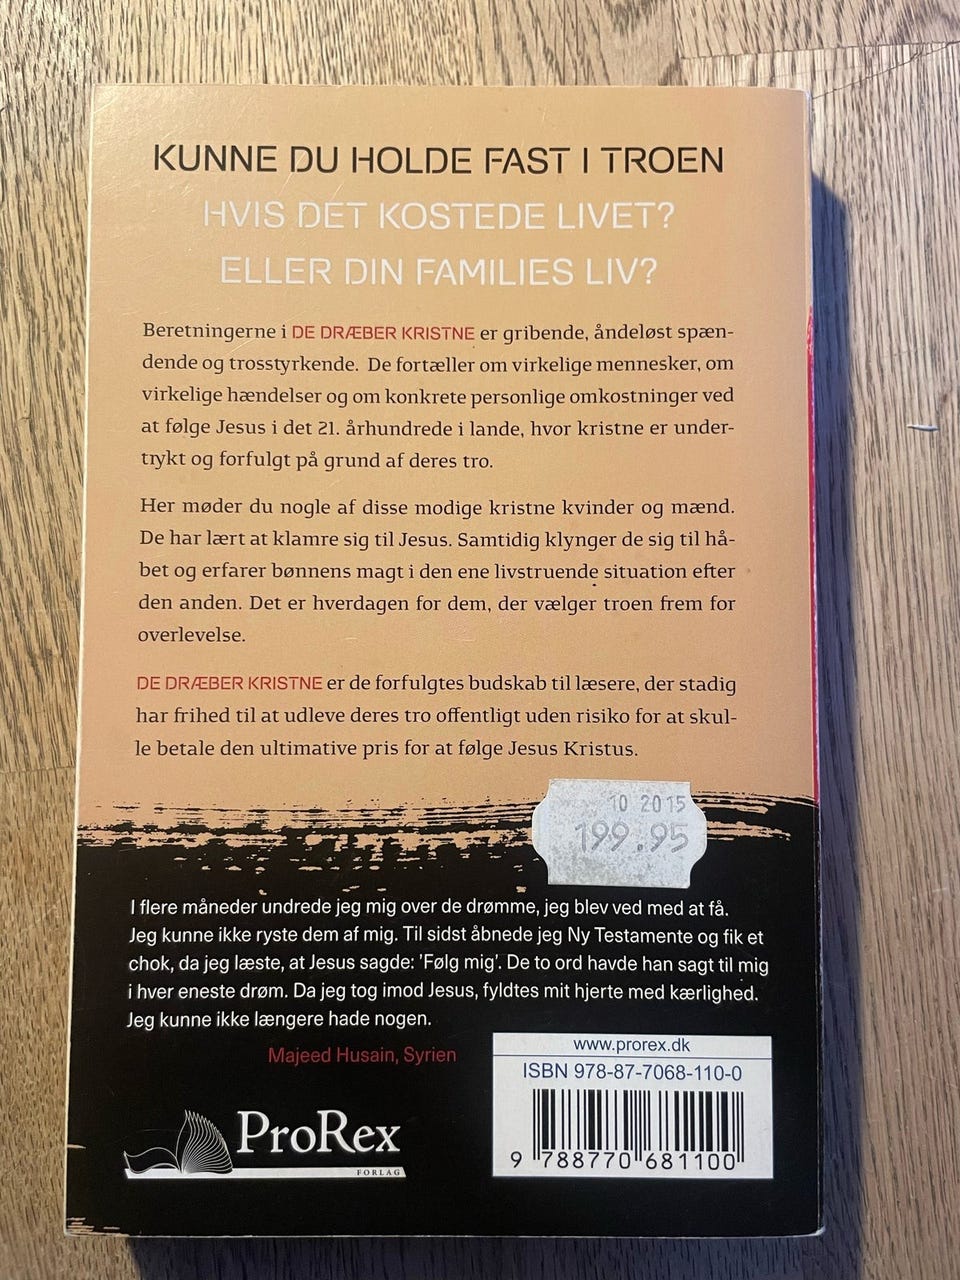 KUNNE DU HOLDE FAST I TROEN
HVIS DET KOSTEDE LIVET?
ELLER DIN FAMILIES LIV?
Beretningerne i DE DRÆBER KRISTNE er gribende, åndeløst spæn-
dende og trosstyrkende. De fortæller om virkelige mennesker, om
virkelige hændelser og om konkrete personlige omkostninger ved
at følge Jesus i det 21. århundrede i lande, hvor kristne er under-
trykt og forfulgt på grund af deres tro.
Her møder du nogle af disse modige kristne kvinder og mænd.
De har lært at klamre sig til Jesus. Samtidig klynger de sig til hå-
bet og erfarer bønnens magt i den ene livstruende situation efter
den anden. Det er hverdagen for dem, der vælger troen frem for
overlevelse.
DE DRÆBER KRISTNE er de forfulgtes budskab til læsere, der stadig
har frihed til at udleve deres tro offentligt uden risiko for at skul-
le betale den ultimative pris for at følge Jesus Kristus.
10 2015
199.95
I flere måneder undrede jeg mig over de drømme, jeg blev ved med at få.
Jeg kunne ikke ryste dem af mig. Til sidst åbnede jeg Ny Testamente og fik et
chok, da jeg læste, at Jesus sagde: 'Følg mig'. De to ord havde han sagt til mig
i hver eneste drøm. Da jeg tog imod Jesus, fyldtes mit hjerte med kærlighed.
Jeg kunne ikke længere hade nogen.
Majeed Husain, Syrien
www.prorex.dk
ISBN 978-87-7068-110-0
9 788770 681100
ProRex
FORLAG